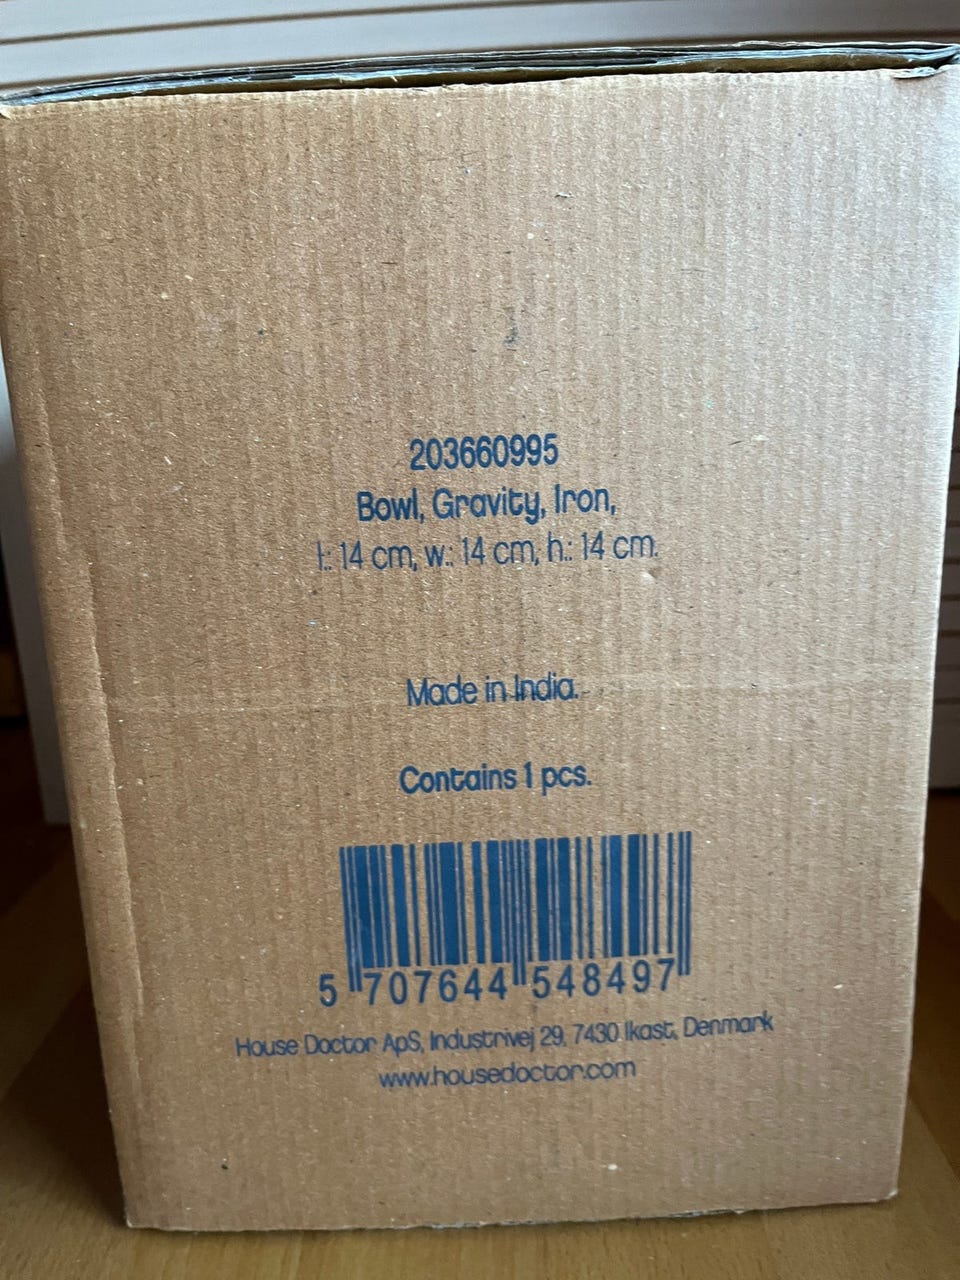 203660995
Bowl, Gravity, Iron,
l.: 14 cm, w.: 14 cm, h.: 14 cm.
Made in India.
Contains 1 pcs.
5 707644 548497
House Doctor ApS, Industrivej 29, 7430 Ikast, Denmark
www.housedoctor.com